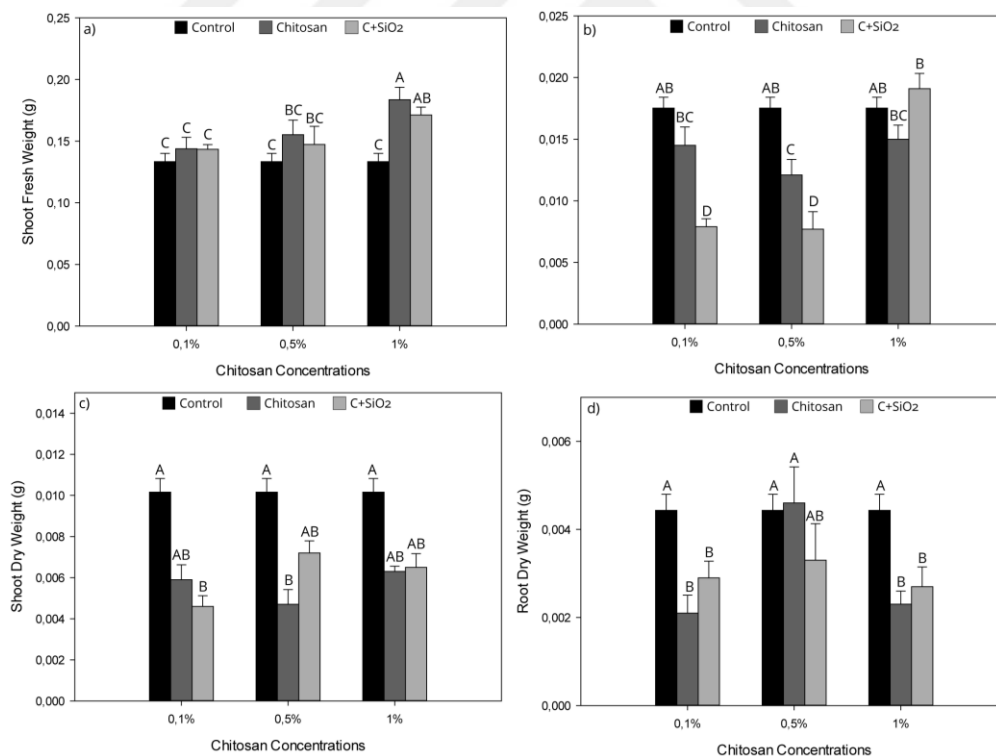 a)
Control Chitosan C+SiO2
Shoot Fresh Weight (g)
0,25
0,20
0,15
0,10
0,05
0,00
C C C
C BC BC
C A AB
0,1% 0,5% 1%
Chitosan Concentrations
b)
Control Chitosan C+SiO2
0,025
0,020
0,015
0,010
0,005
0,000
AB BC D
AB C D
AB BC B
0,1% 0,5% 1%
Chitosan Concentrations
c)
Control Chitosan C+SiO2
Shoot Dry Weight (g)
0,014
0,012
0,010
0,008
0,006
0,004
0,002
0,000
A AB B
A B AB
A AB AB
0,1% 0,5% 1%
Chitosan Concentrations
d)
Control Chitosan C+SiO2
Root Dry Weight (g)
0,006
0,004
0,002
0,000
A B B
A A AB
A B B
0,1% 0,5% 1%
Chitosan Concentrations